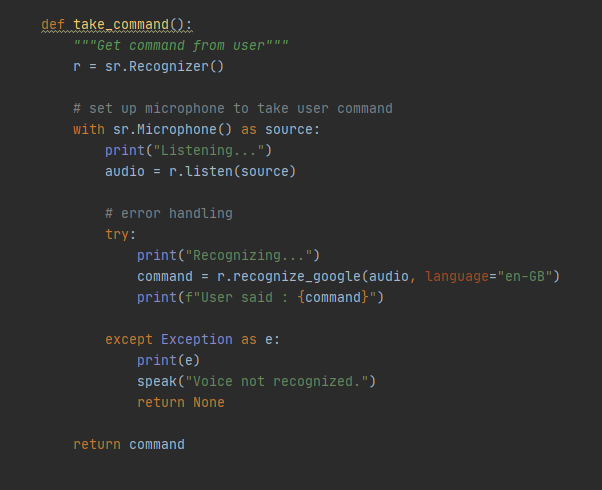 def take_command():
    """Get command from user"""
    r = sr.Recognizer()

    # set up microphone to take user command
    with sr.Microphone() as source:
        print("Listening...")
        audio = r.listen(source)

        # error handling
        try:
            print("Recognizing...")
            command = r.recognize_google(audio, language="en-GB")
            print(f"User said : {command}")

        except Exception as e:
            print(e)
            speak("Voice not recognized.")
            return None

    return command